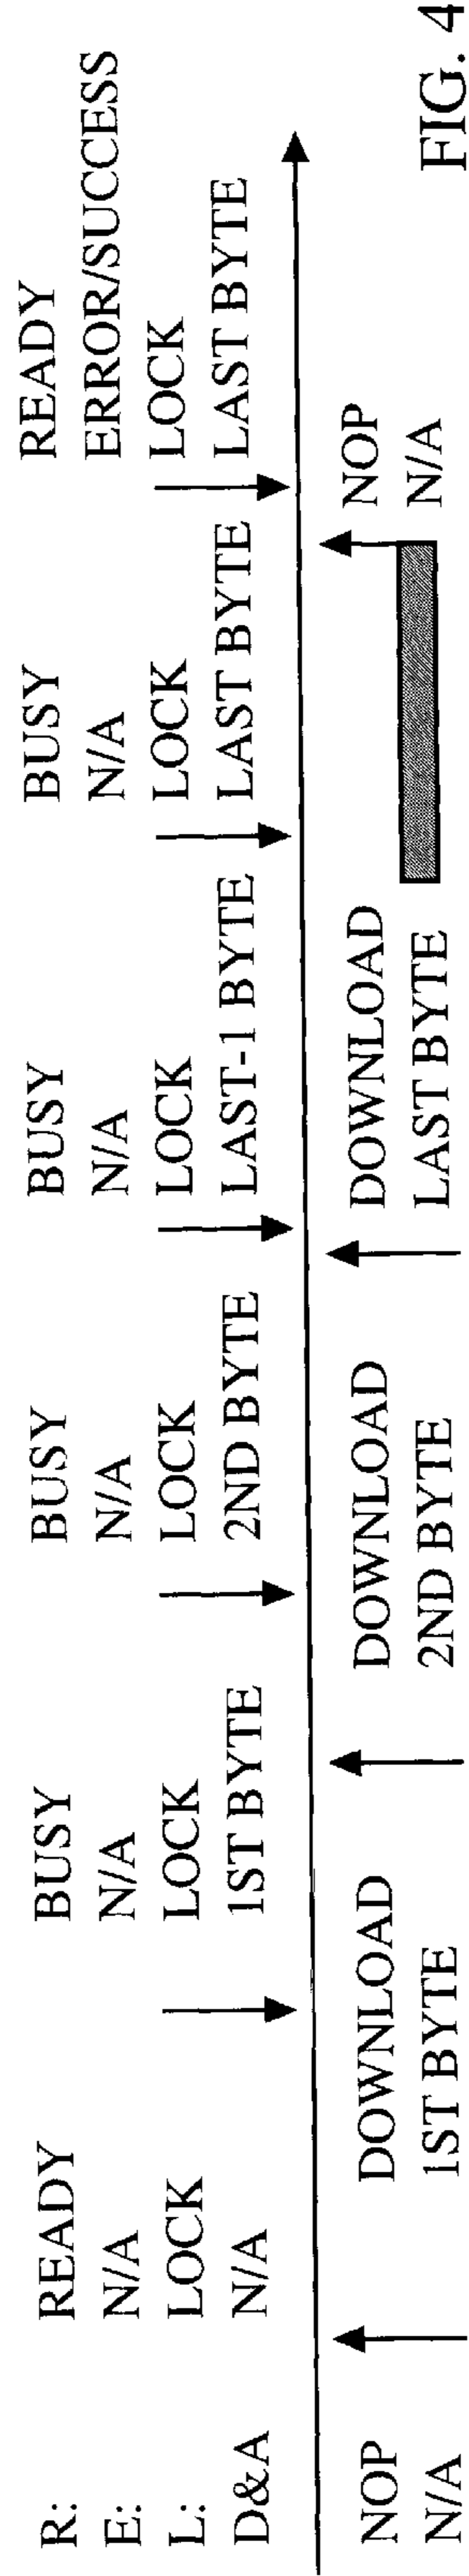 R: READY BUSY BUSY BUSY BUSY READY
E: N/A N/A N/A N/A N/A ERROR/SUCCESS
L: LOCK LOCK LOCK LOCK LOCK LOCK
D&A N/A 1ST BYTE 2ND BYTE LAST-1 BYTE LAST BYTE LAST BYTE
NOP DOWNLOAD DOWNLOAD DOWNLOAD NOP
N/A 1ST BYTE 2ND BYTE LAST BYTE N/A
FIG. 4